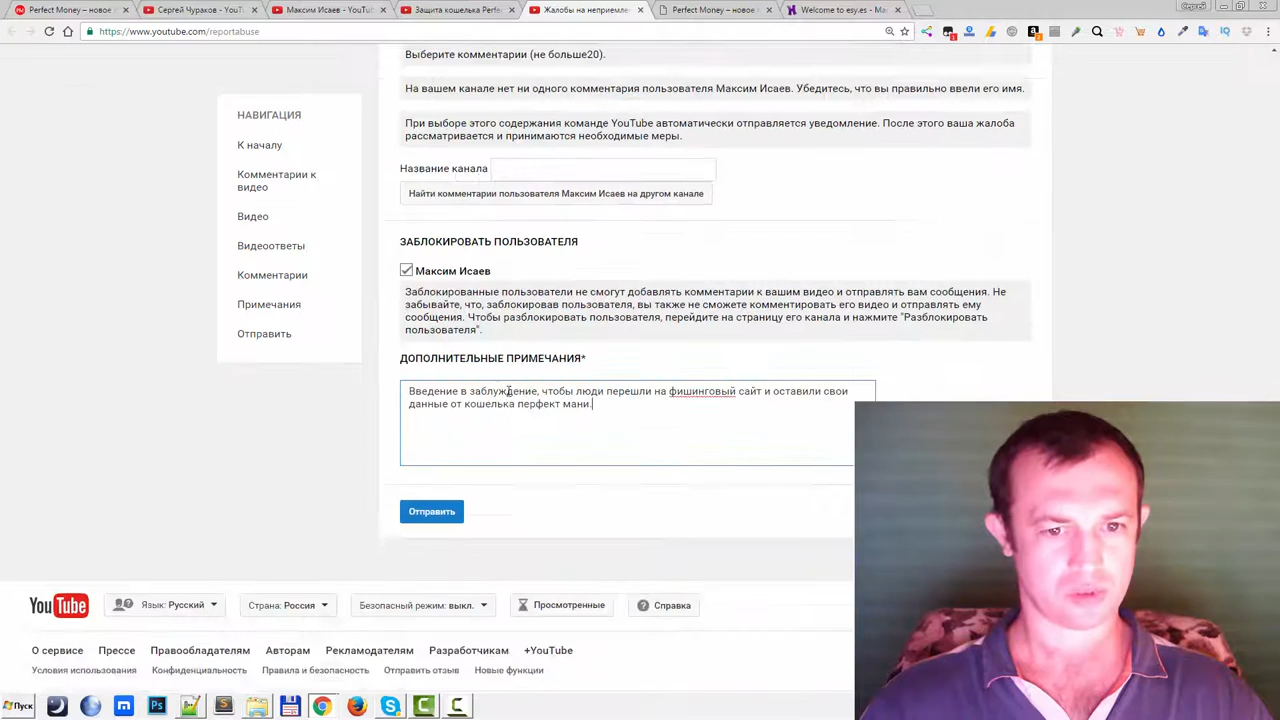 Perfect Money — новое
Сергей Чураков - YouTu
Максим Исаев - YouTub
Защита кошелька Perfec
Жалобы на неприемле
Perfect Money — новое
Welcome to esy.es - Ма
Сергей
https://www.youtube.com/reportabuse
Выберите комментарии (не больше20).
На вашем канале нет ни одного комментария пользователя Максим Исаев. Убедитесь, что вы правильно ввели его имя.
При выборе этого содержания команде YouTube автоматически отправляется уведомление. После этого ваша жалоба
рассматривается и принимаются необходимые меры.
Название канала
Найти комментарии пользователя Максим Исаев на другом канале
НАВИГАЦИЯ
К началу
Комментарии к
видео
Видео
Видеоответы
Комментарии
Примечания
Отправить
ЗАБЛОКИРОВАТЬ ПОЛЬЗОВАТЕЛЯ
Максим Исаев
Заблокированные пользователи не смогут добавлять комментарии к вашим видео и отправлять вам сообщения. Не
забывайте, что, заблокировав пользователя, вы также не сможете комментировать его видео и отправлять ему
сообщения. Чтобы разблокировать пользователя, перейдите на страницу его канала и нажмите "Разблокировать
пользователя".
ДОПОЛНИТЕЛЬНЫЕ ПРИМЕЧАНИЯ*
Введение в заблуждение, чтобы люди перешли на фишинговый сайт и оставили свои
данные от кошелька перфект мани.
Отправить
YouTube
Язык: Русский
Страна: Россия
Безопасный режим: выкл.
Просмотренные
Справка
О сервисе
Прессе
Правообладателям
Авторам
Рекламодателям
Разработчикам
+YouTube
Условия использования
Конфиденциальность
Правила и безопасность
Отправить отзыв
Новые функции
Пуск
Ps